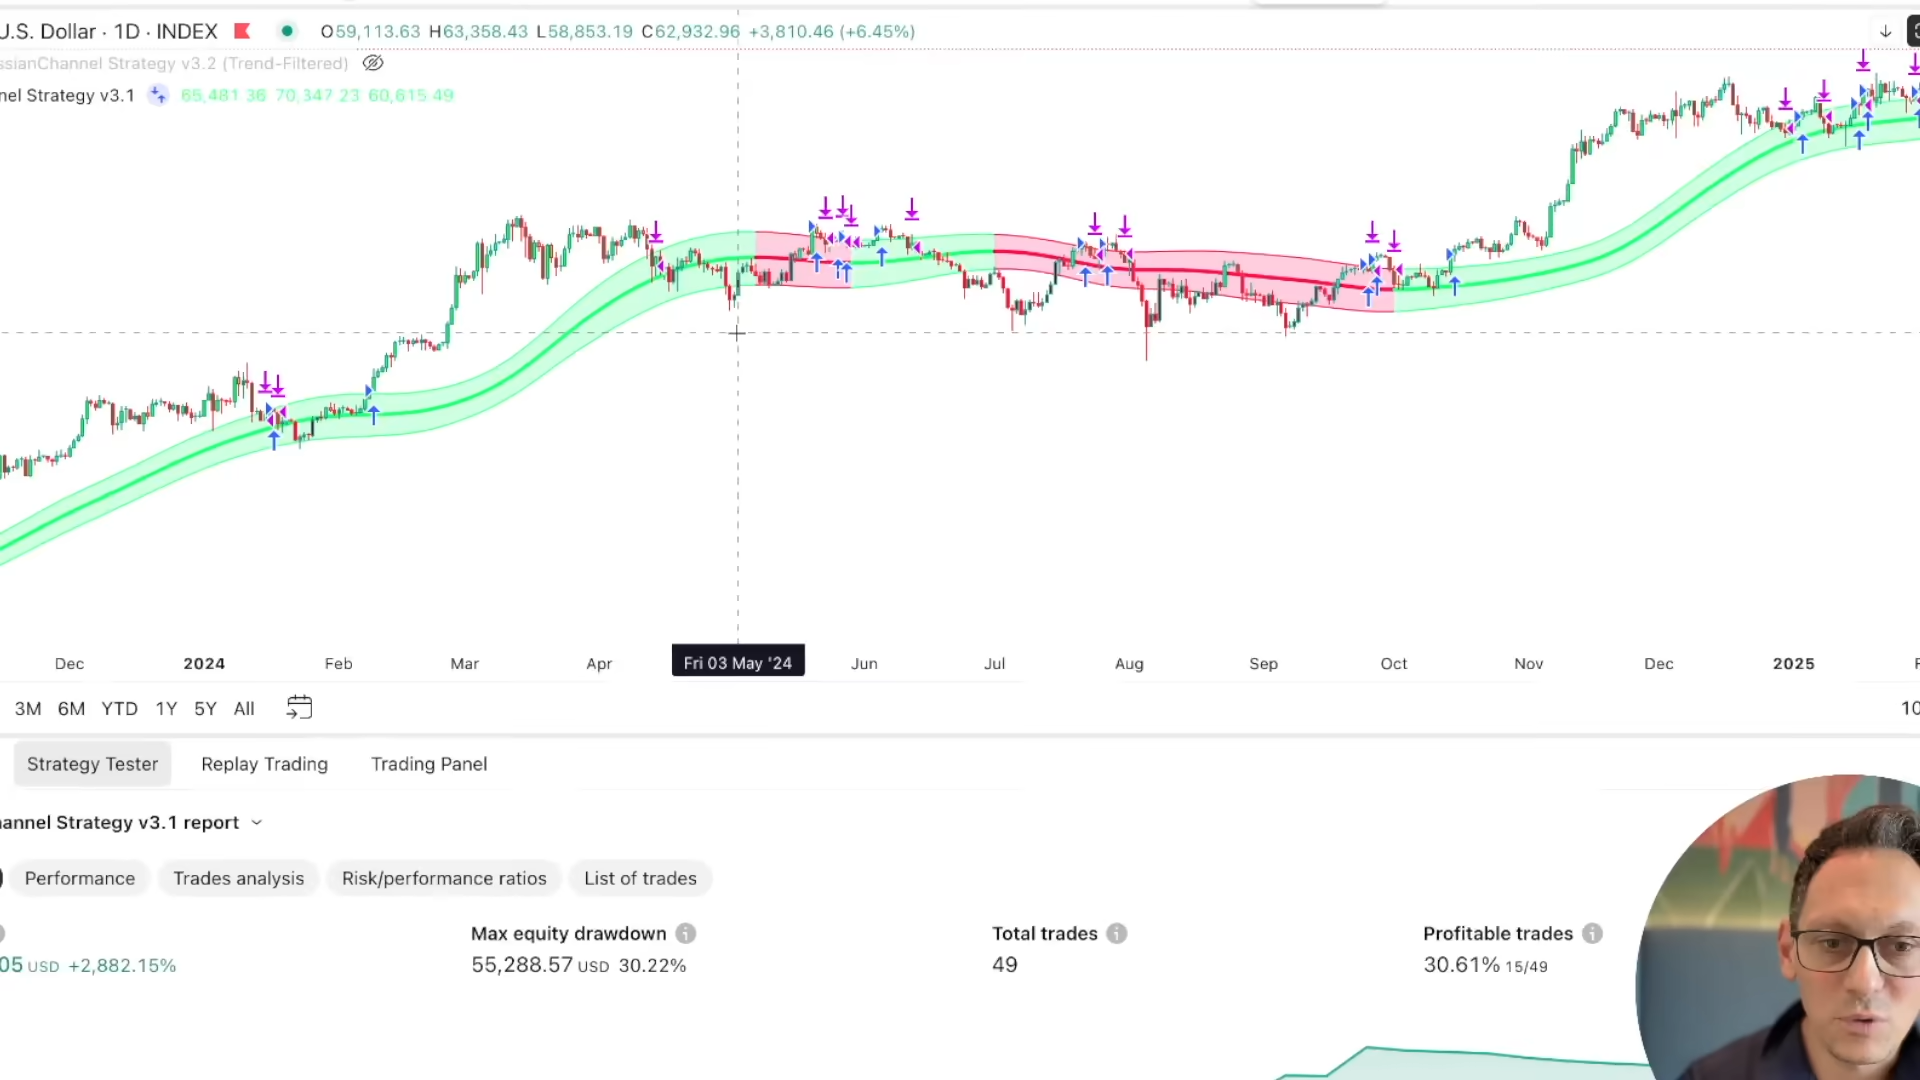 U.S. Dollar · 1D · INDEX O59,113.63 H63,358.43 L58,853.19 C62,932.96 +3,810.46 (+6.45%)
ssianChannel Strategy v3.2 (Trend-Filtered)
nel Strategy v3.1 65,481.36 70,347.23 60,615.49
Dec 2024 Feb Mar Apr Fri 03 May '24 Jun Jul Aug Sep Oct Nov Dec 2025 F
3M 6M YTD 1Y 5Y All 10
Strategy Tester Replay Trading Trading Panel
annel Strategy v3.1 report
Performance Trades analysis Risk/performance ratios List of trades
Max equity drawdown Total trades Profitable trades
05 USD +2,882.15% 55,288.57 USD 30.22% 49 30.61% 15/49